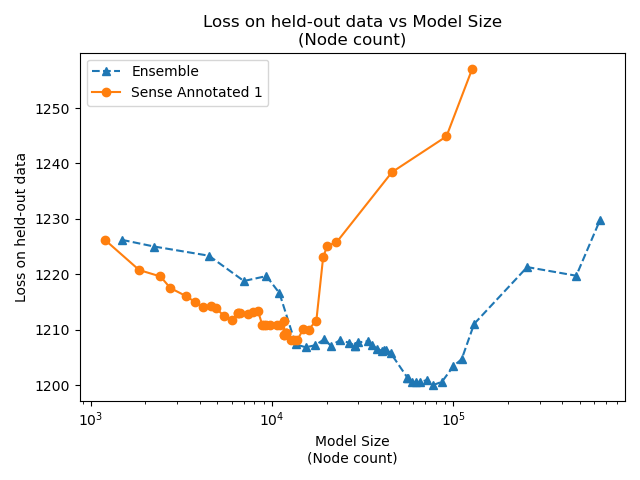 Loss on held-out data vs Model Size
(Node count)
Ensemble
Sense Annotated 1
Loss on held-out data
1250
1240
1230
1220
1210
1200
10³
10⁴
10⁵
Model Size
(Node count)